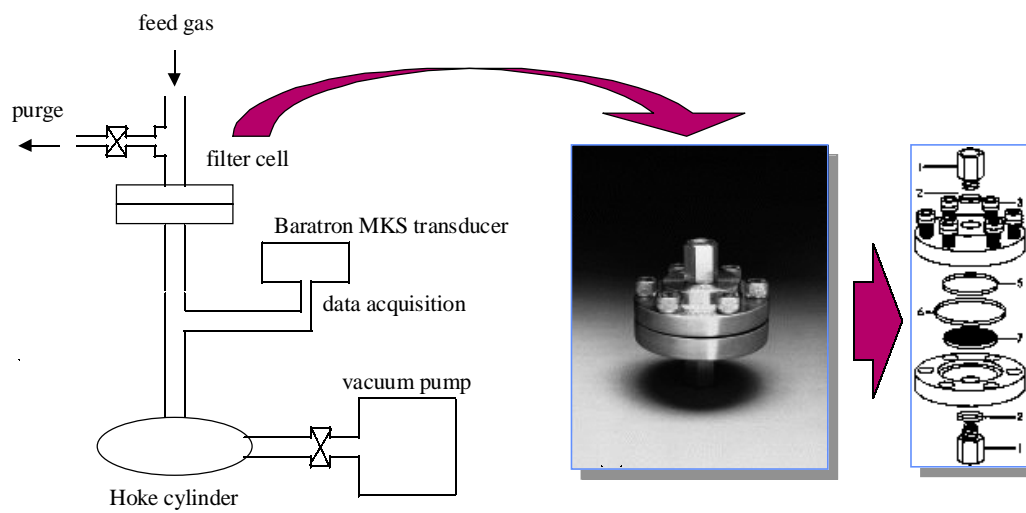 feed gas
purge
filter cell
Baratron MKS transducer
data acquisition
vacuum pump
Hoke cylinder
1
2
3
5
6
7
2
1